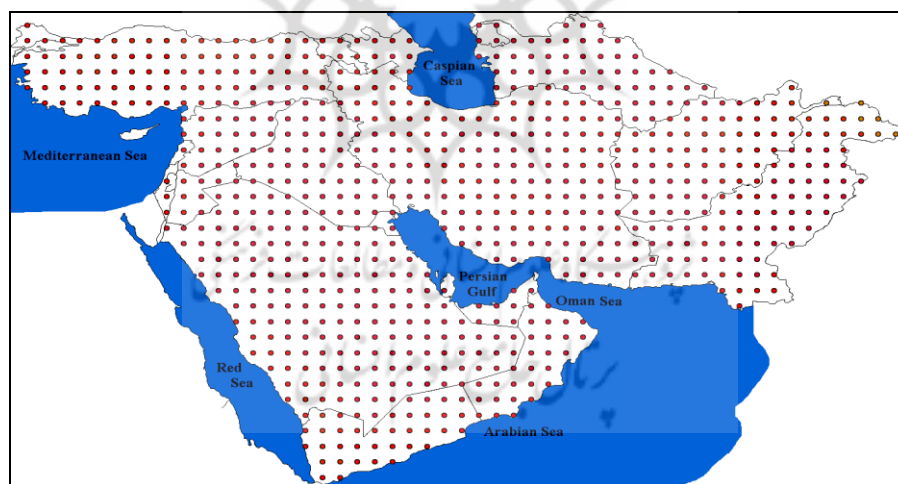 Caspian
Sea
Mediterranean Sea
Persian
Gulf
Oman Sea
Red
Sea
Arabian Sea